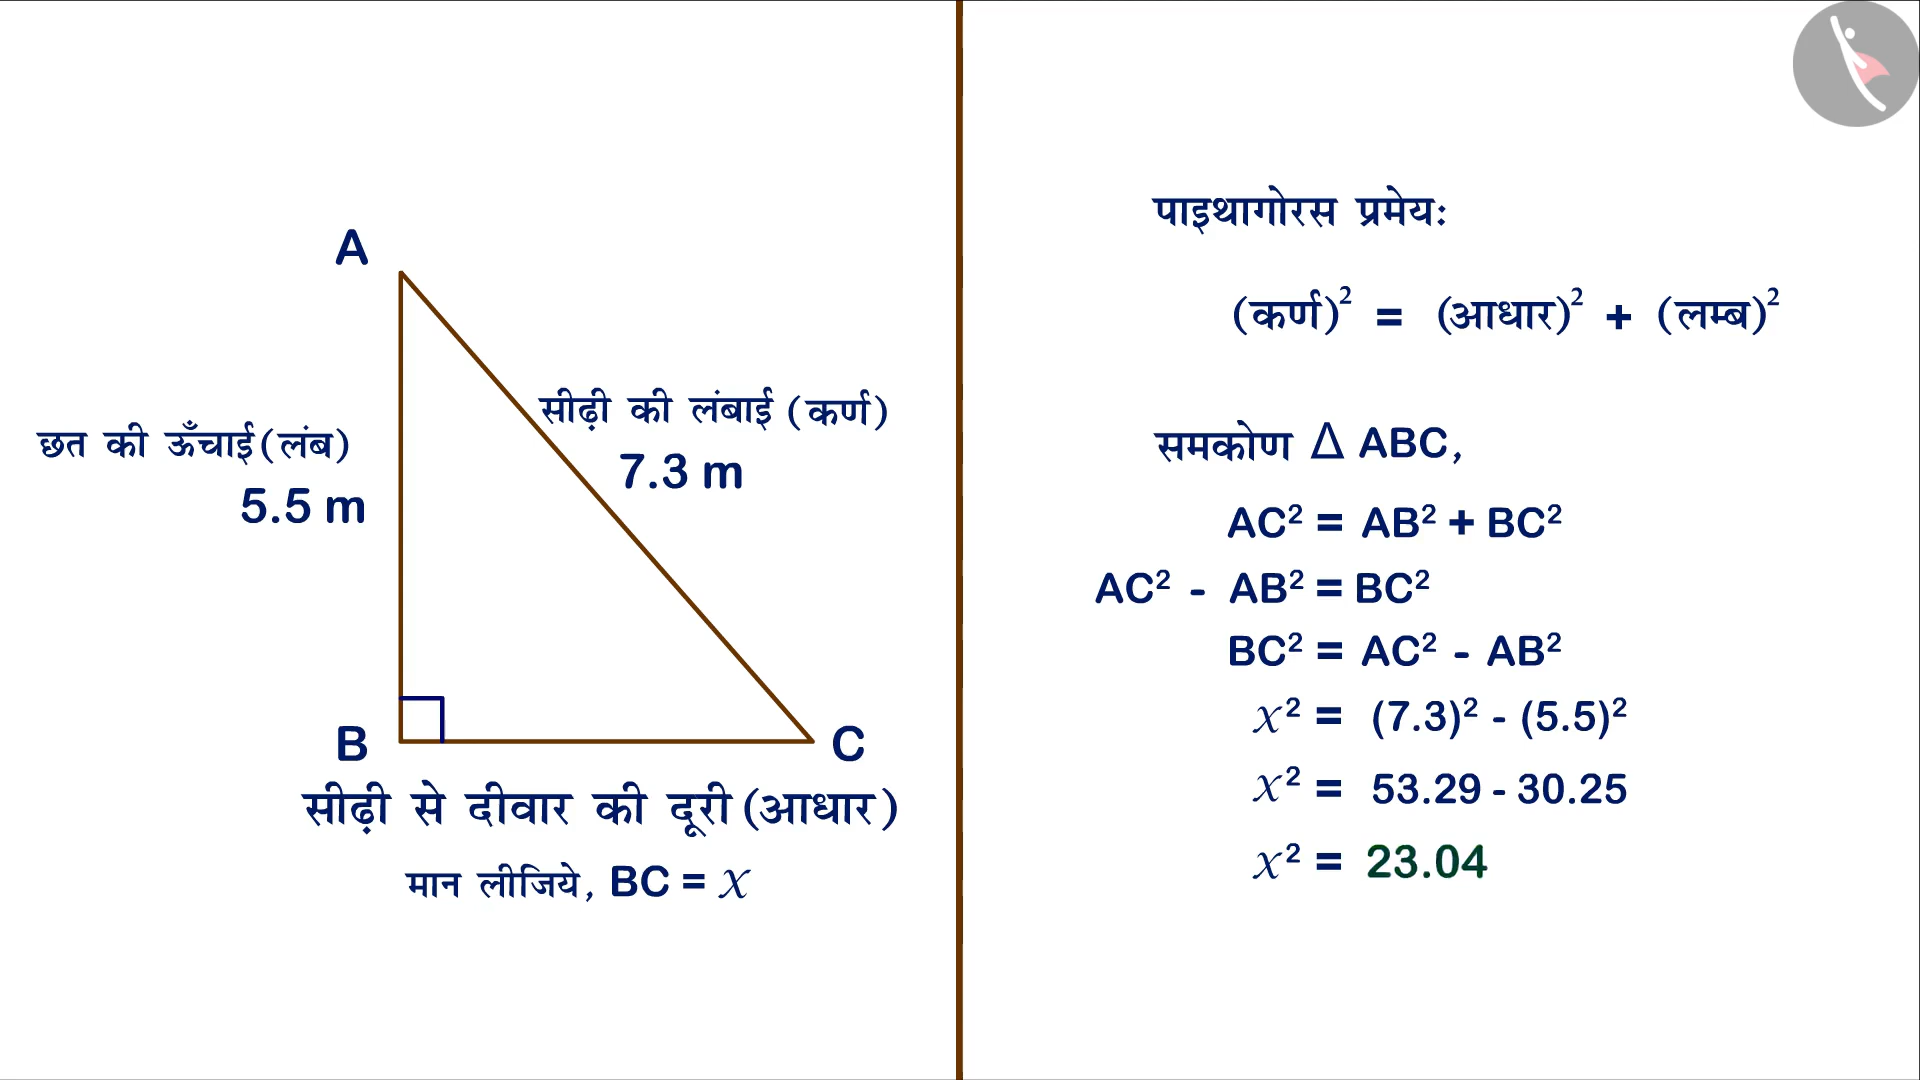 A
छत की ऊँचाई(लंब)
5.5 m
सीढ़ी की लंबाई (कर्ण)
7.3 m
B
C
सीढ़ी से दीवार की दूरी (आधार)
मान लीजिये, BC = x
पाइथागोरस प्रमेय:
(कर्ण)² = (आधार)² + (लम्ब)²
समकोण Δ ABC,
AC² = AB² + BC²
AC² - AB² = BC²
BC² = AC² - AB²
x² = (7.3)² - (5.5)²
x² = 53.29 - 30.25
x² = 23.04